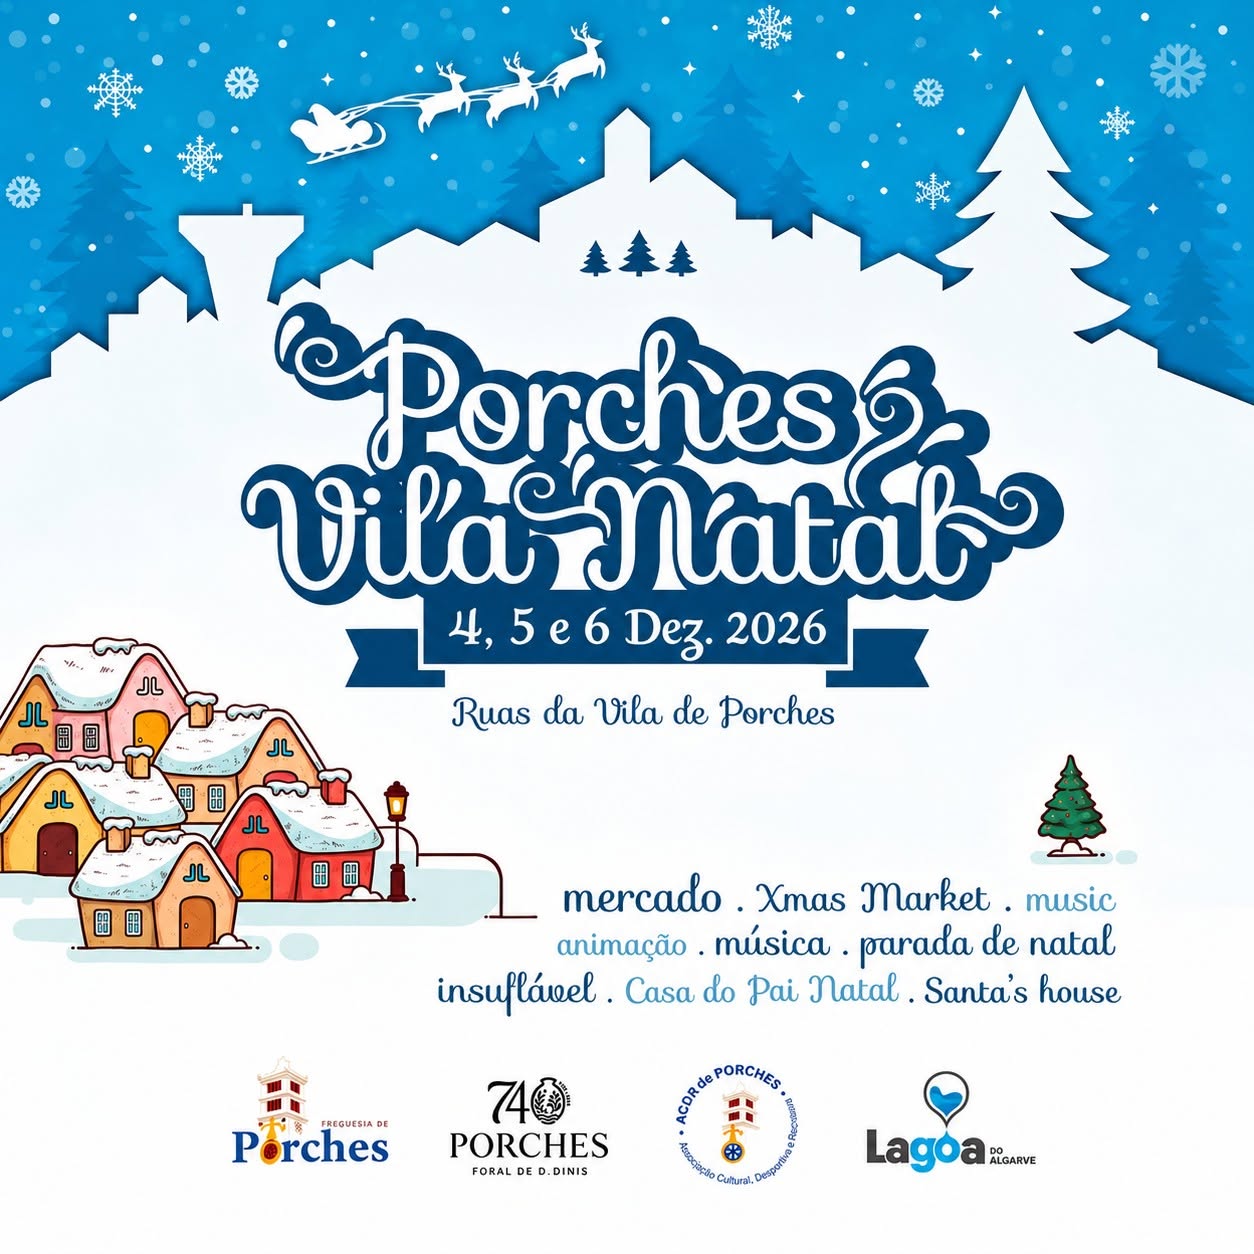 Porches
Vila Natal
4, 5 e 6 Dez. 2026
Ruas da Vila de Porches
mercado . Xmas Market . music
animação . música . parada de natal
insuflável . Casa do Pai Natal . Santa's house
FREGUESIA DE
Porches
740
PORCHES
FORAL DE D.DINIS
• ACDR de PORCHES •
Associação Cultural, Desportiva e Recreativa
Lagoa DO ALGARVE